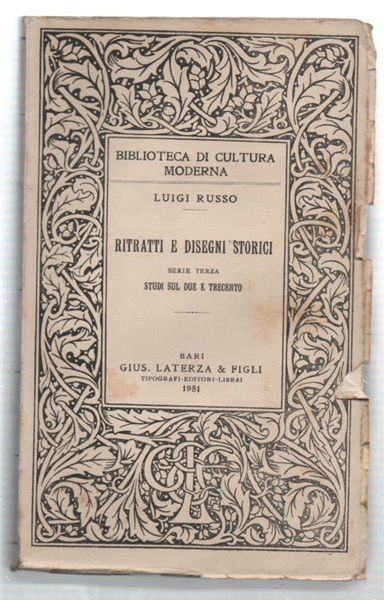 BIBLIOTECA DI CULTURA
MODERNA
LUIGI RUSSO
RITRATTI E DISEGNI STORICI
SERIE TERZA
STUDI SUL DUE E TRECENTO
BARI
GIUS. LATERZA & FIGLI
TIPOGRAFI-EDITORI-LIBRAI
1951